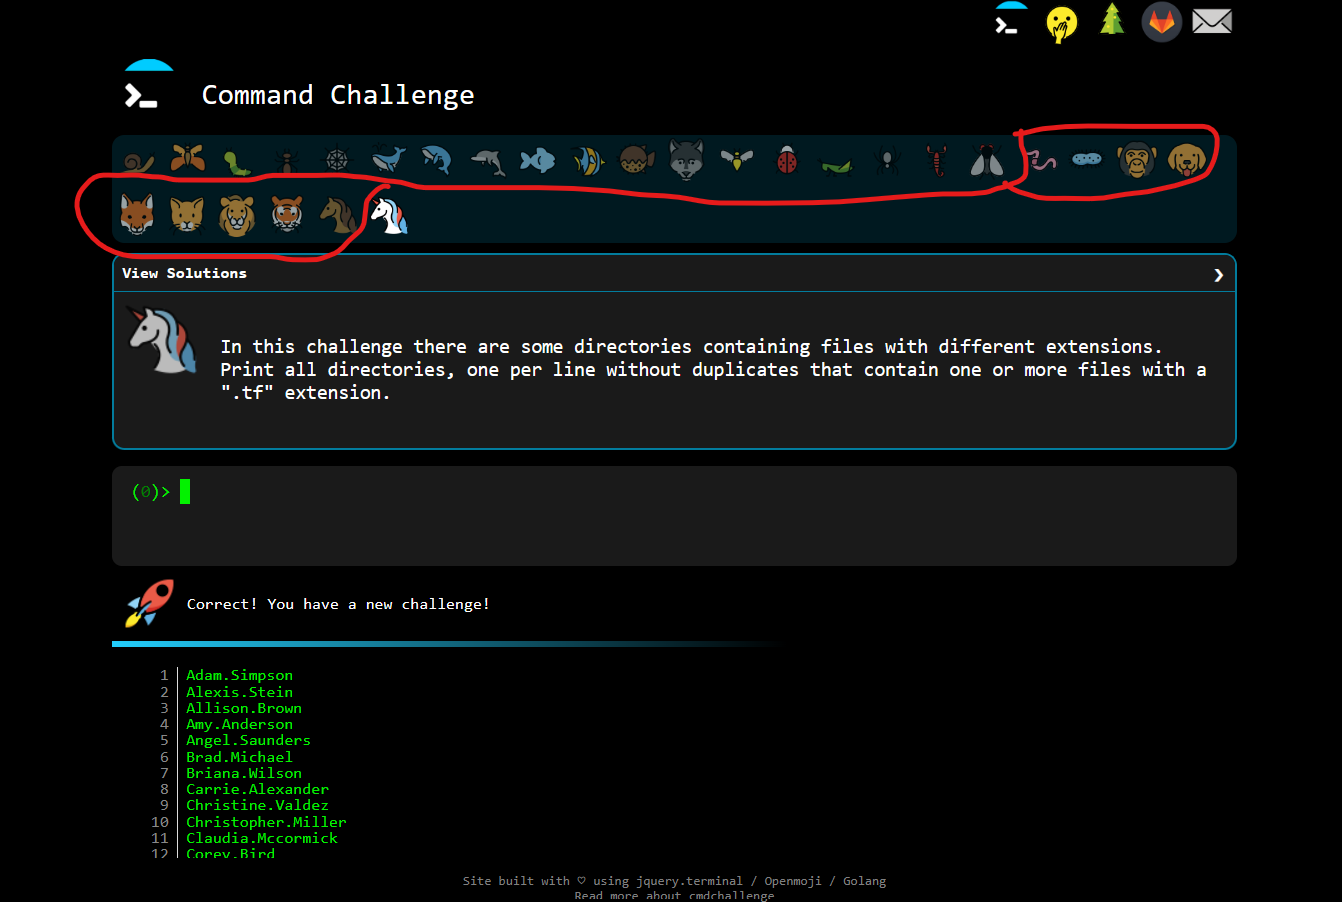 Command Challenge
View Solutions
In this challenge there are some directories containing files with different extensions.
Print all directories, one per line without duplicates that contain one or more files with a
".tf" extension.
(0)>
Correct! You have a new challenge!
1 Adam.Simpson
2 Alexis.Stein
3 Allison.Brown
4 Amy.Anderson
5 Angel.Saunders
6 Brad.Michael
7 Briana.Wilson
8 Carrie.Alexander
9 Christine.Valdez
10 Christopher.Miller
11 Claudia.Mccormick
12 Corey.Bird
Site built with ♡ using jquery.terminal / Openmoji / Golang
Read more about cmdchallenge